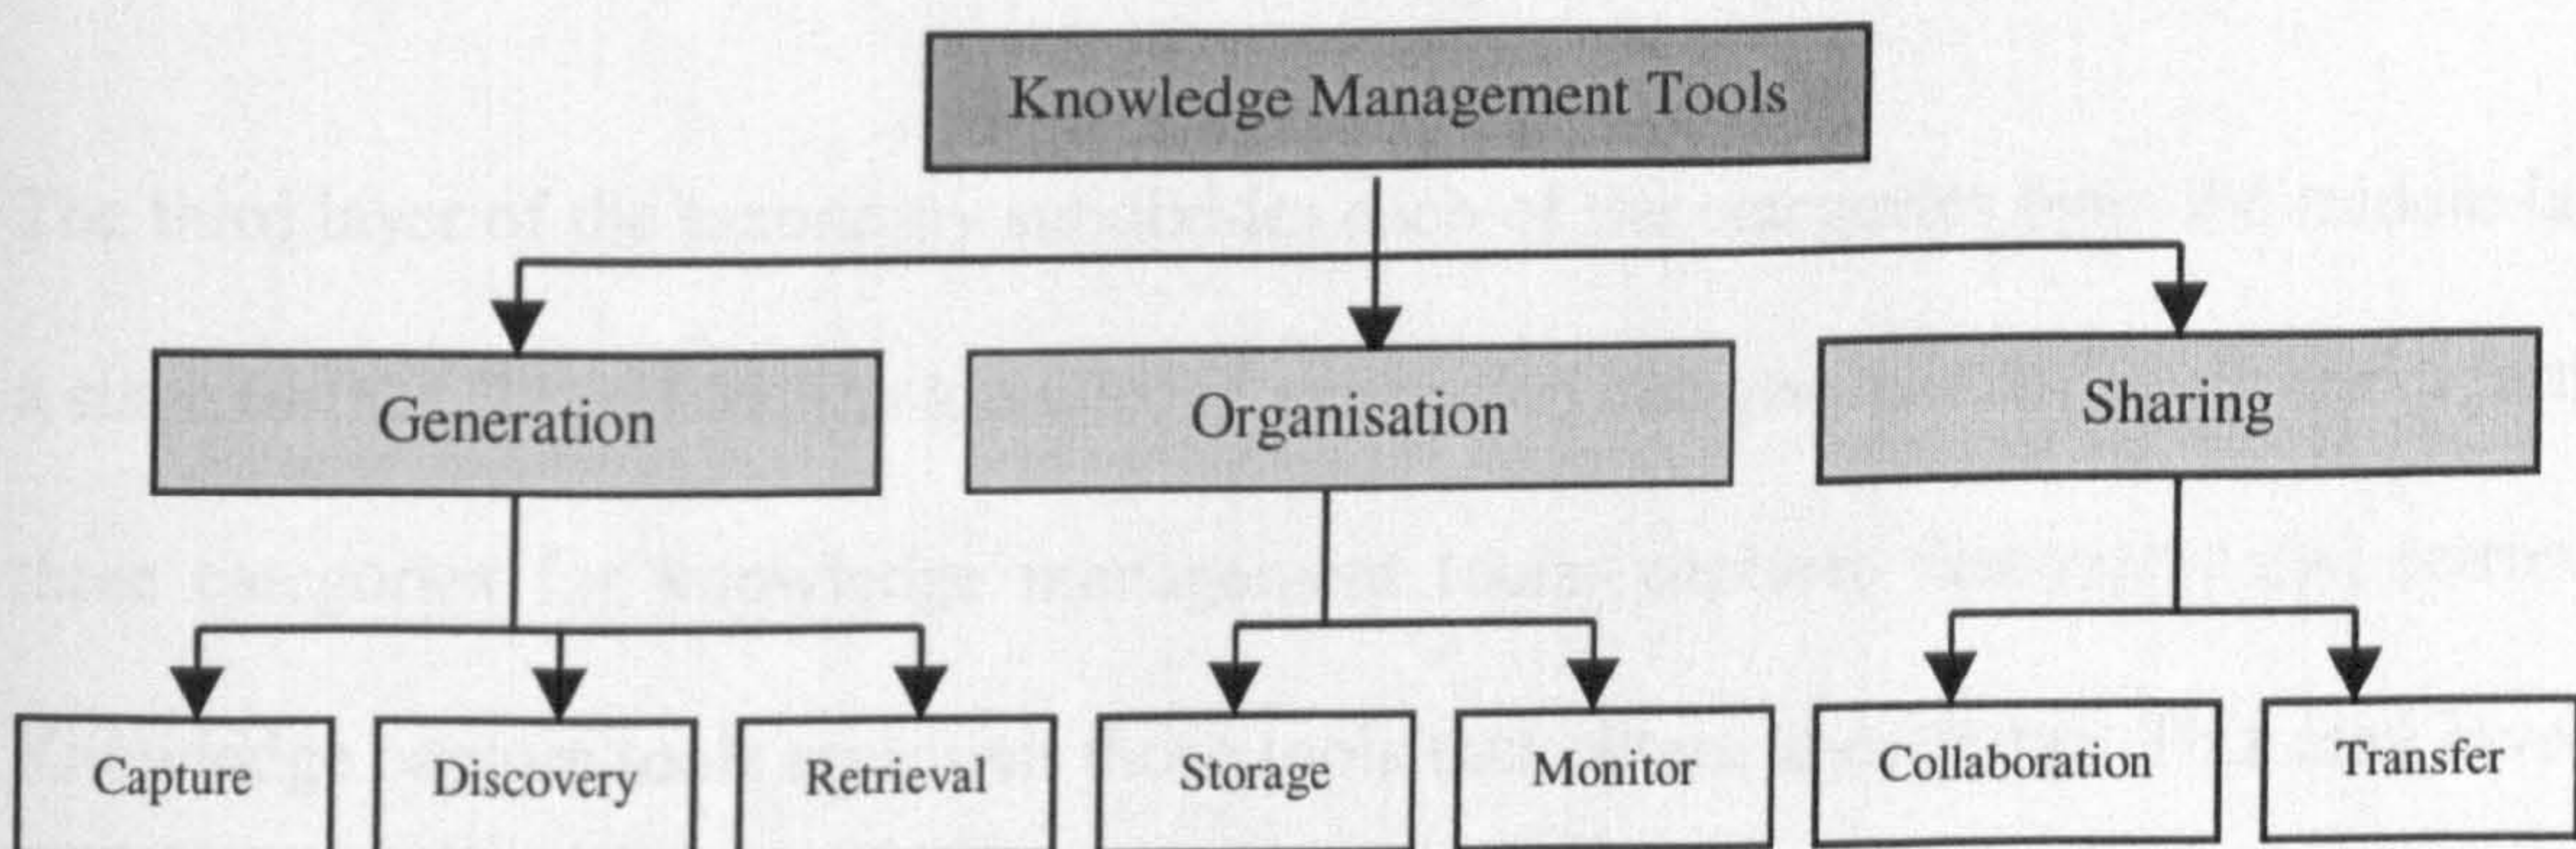 Knowledge Management Tools
Generation
Organisation
Sharing
Capture
Discovery
Retrieval
Storage
Monitor
Collaboration
Transfer